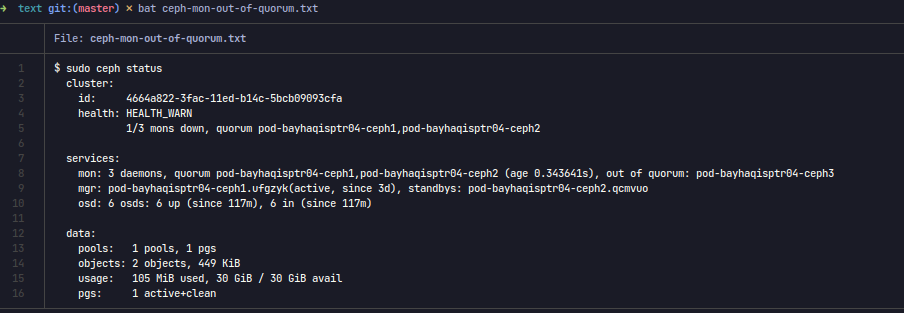 → text git:(master) × bat ceph-mon-out-of-quorum.txt
File: ceph-mon-out-of-quorum.txt
1 $ sudo ceph status
2 cluster:
3 id: 4664a822-3fac-11ed-b14c-5bcb09093cfa
4 health: HEALTH_WARN
5 1/3 mons down, quorum pod-bayhaqisptr04-ceph1,pod-bayhaqisptr04-ceph2
6
7 services:
8 mon: 3 daemons, quorum pod-bayhaqisptr04-ceph1,pod-bayhaqisptr04-ceph2 (age 0.343641s), out of quorum: pod-bayhaqisptr04-ceph3
9 mgr: pod-bayhaqisptr04-ceph1.ufgzyk(active, since 3d), standbys: pod-bayhaqisptr04-ceph2.qcmvuo
10 osd: 6 osds: 6 up (since 117m), 6 in (since 117m)
11
12 data:
13 pools: 1 pools, 1 pgs
14 objects: 2 objects, 449 KiB
15 usage: 105 MiB used, 30 GiB / 30 GiB avail
16 pgs: 1 active+clean